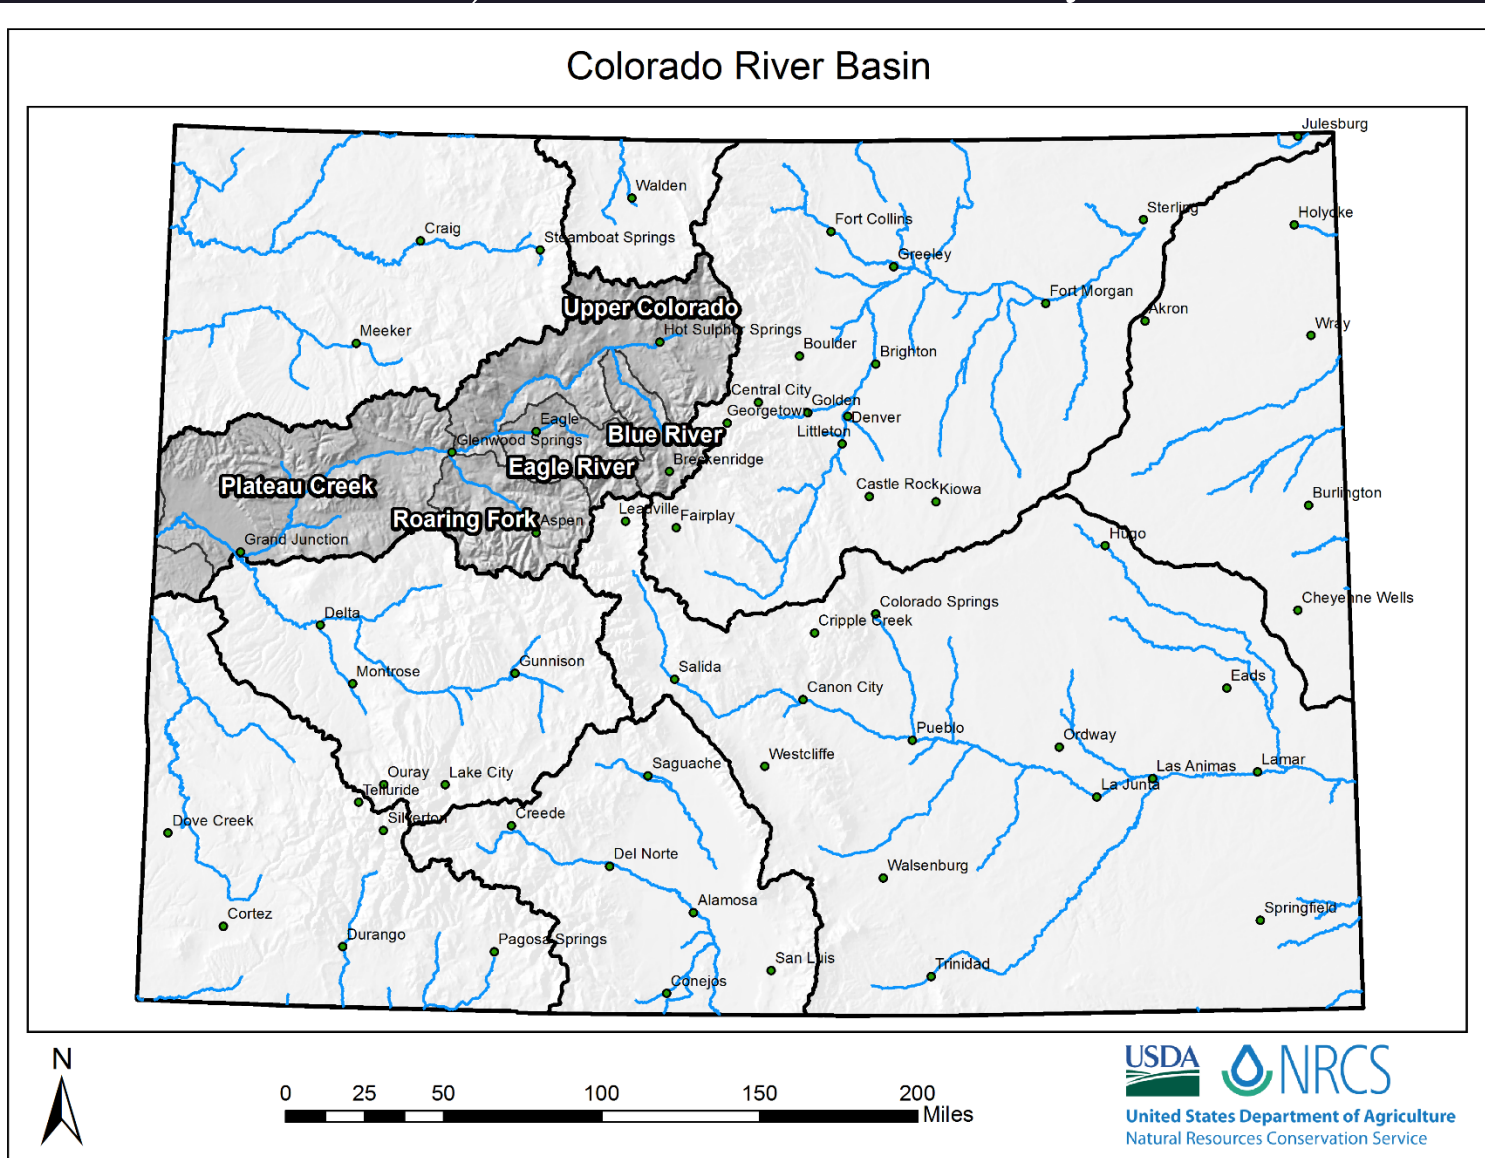 Colorado River Basin
Julesburg
Walden
Sterling
Holyoke
Fort Collins
Craig
Steamboat Springs
Greeley
Fort Morgan
Upper Colorado
Akron
Wray
Hot Sulphur Springs
Meeker
Boulder
Brighton
Central City
Golden
Georgetown
Denver
Eagle
Littleton
Glenwood Springs
Blue River
Breckenridge
Eagle River
Plateau Creek
Castle Rock
Kiowa
Burlington
Leadville
Fairplay
Roaring Fork
Aspen
Hugo
Grand Junction
Cheyenne Wells
Colorado Springs
Delta
Cripple Creek
Gunnison
Salida
Montrose
Eads
Canon City
Pueblo
Ordway
Westcliffe
Saguache
Las Animas
Lamar
Ouray
Lake City
La Junta
Telluride
Creede
Silverton
Dove Creek
Del Norte
Walsenburg
Alamosa
Springfield
Cortez
Durango
Pagosa Springs
San Luis
Trinidad
Conejos
N
0 25 50 100 150 200
Miles
USDA NRCS
United States Department of Agriculture
Natural Resources Conservation Service